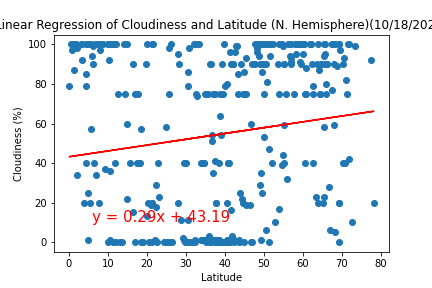 Linear Regression of Cloudiness and Latitude (N. Hemisphere)(10/18/202
100
80
60
40
20
0
Cloudiness (%)
y = 0.29x + 43.19
0 10 20 30 40 50 60 70 80
Latitude